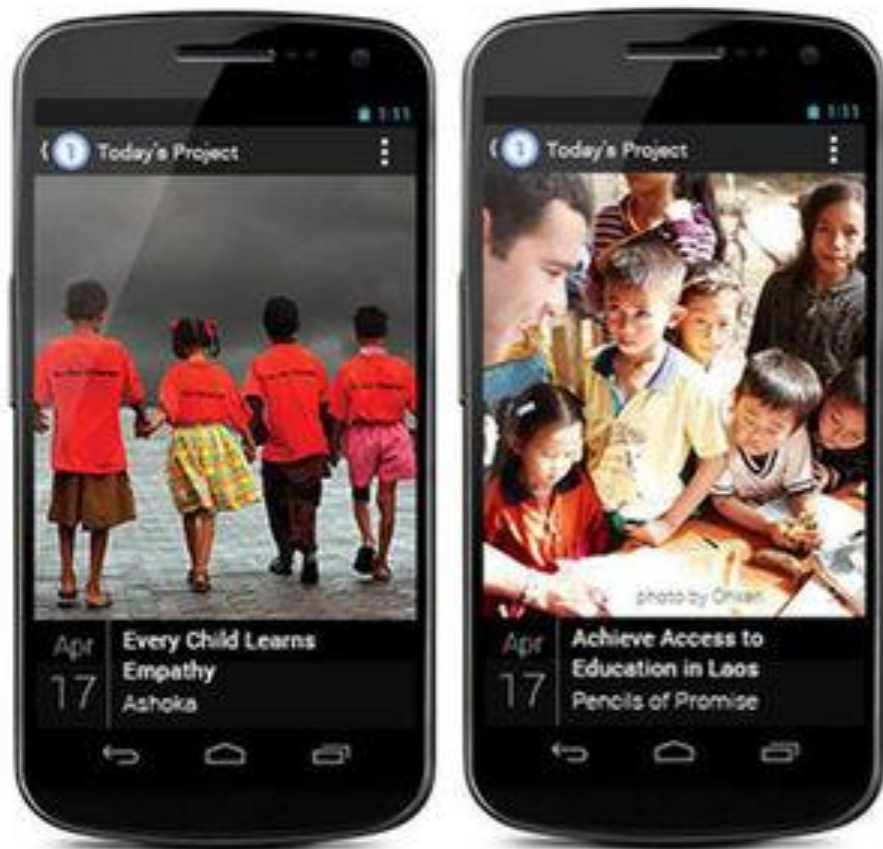 1:11
Today's Project
Apr
17
Every Child Learns
Empathy
Ashoka
1:11
Today's Project
photo by
Apr
17
Achieve Access to
Education in Laos
Pencils of Promise